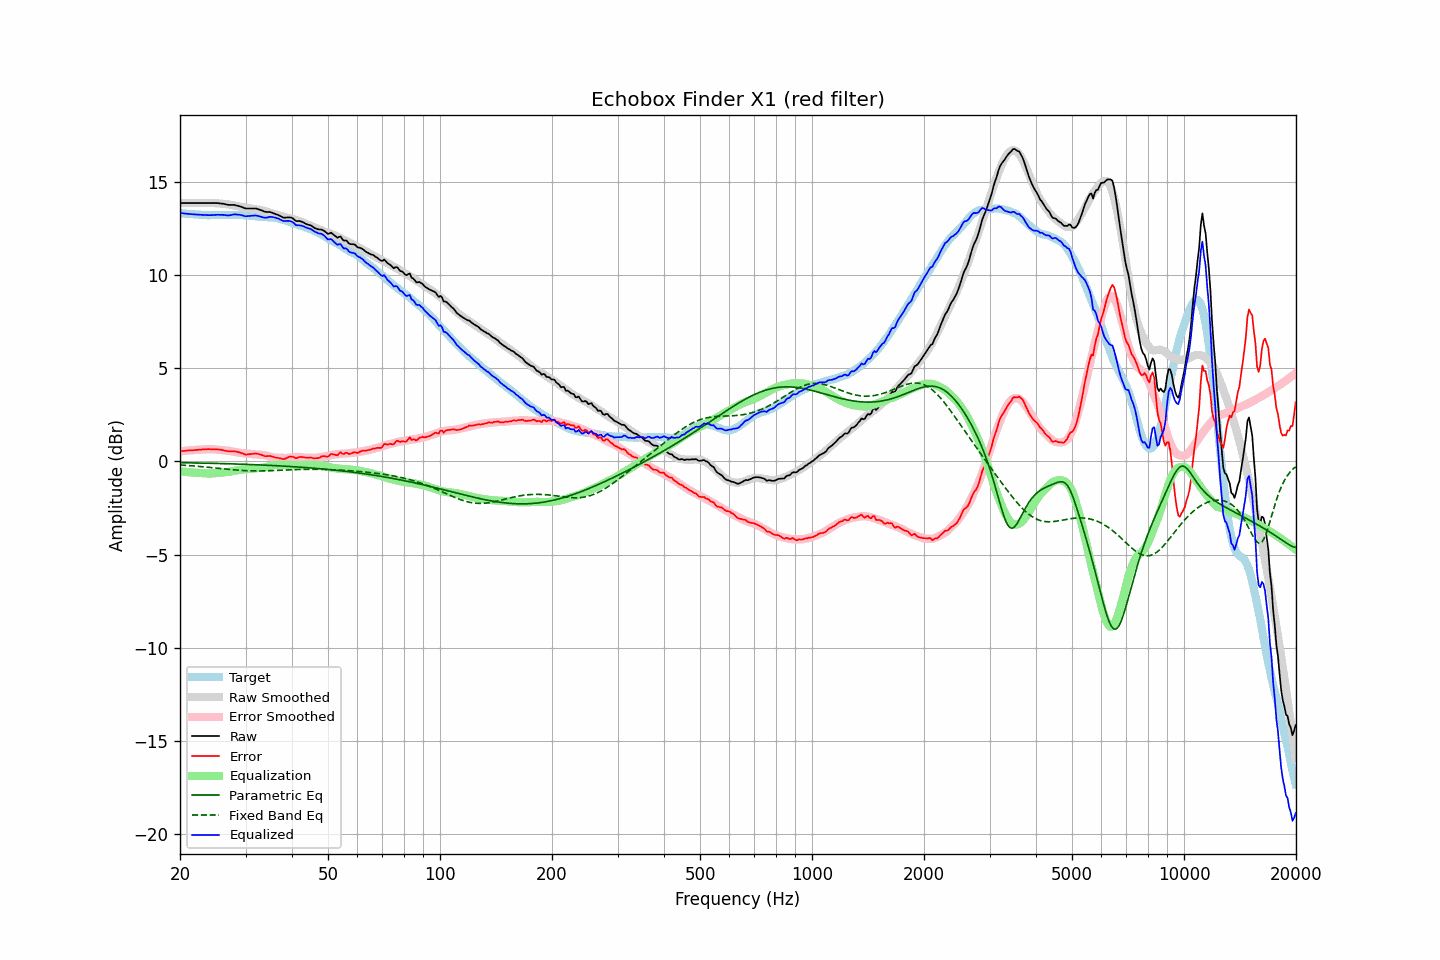 Echobox Finder X1 (red filter)
Amplitude (dBr)
15
10
5
0
−5
−10
−15
−20
Target
Raw Smoothed
Error Smoothed
Raw
Error
Equalization
Parametric Eq
Fixed Band Eq
Equalized
20
50
100
200
500
1000
2000
5000
10000
20000
Frequency (Hz)